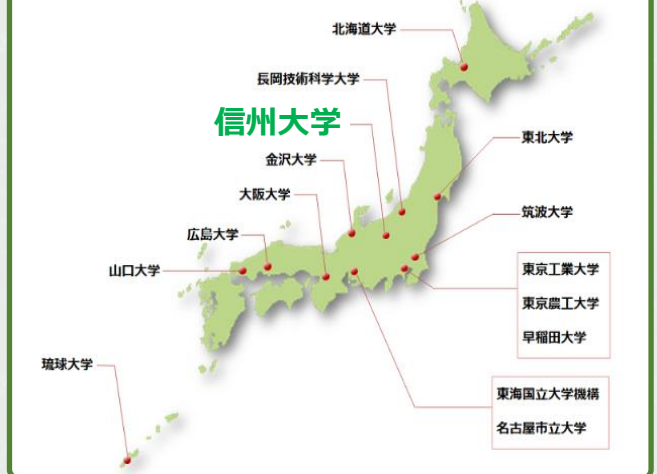 北海道大学
長岡技術科学大学
信州大学
金沢大学
大阪大学
広島大学
山口大学
琉球大学
東北大学
筑波大学
東京工業大学
東京農工大学
早稲田大学
東海国立大学機構
名古屋市立大学